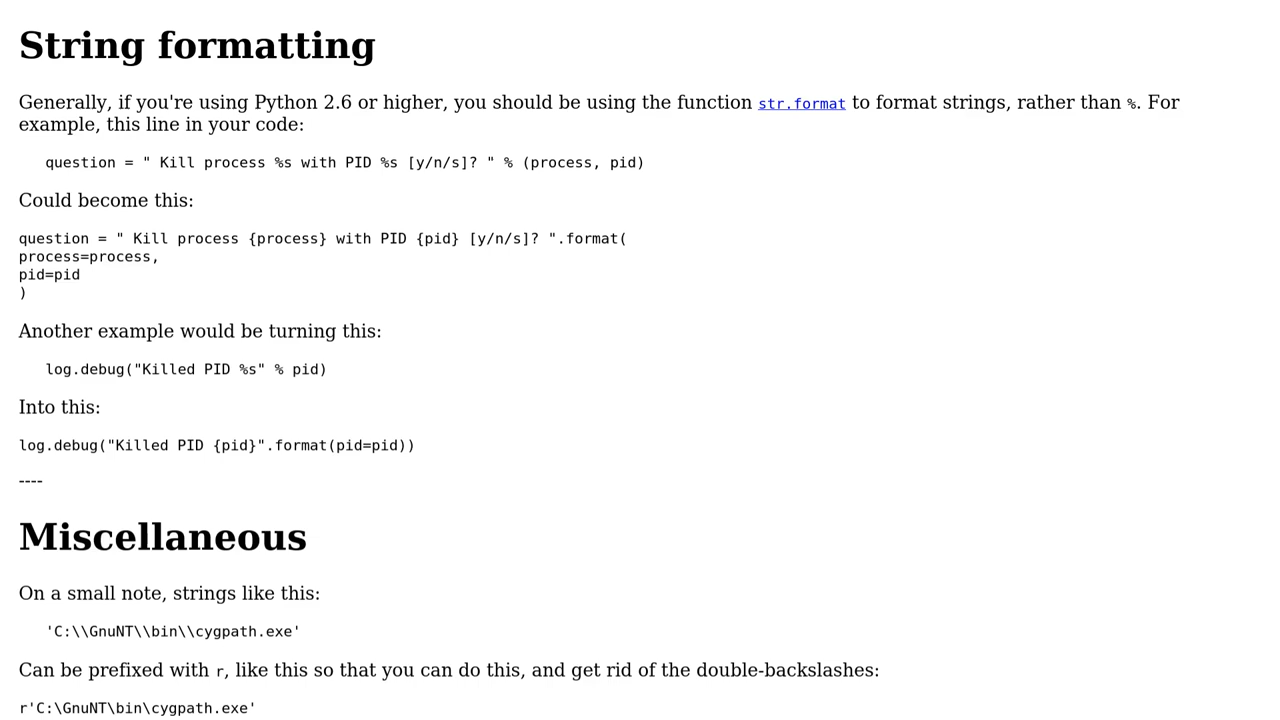 String formatting
Generally, if you're using Python 2.6 or higher, you should be using the function str.format to format strings, rather than %. For
example, this line in your code:
question = " Kill process %s with PID %s [y/n/s]? " % (process, pid)
Could become this:
question = " Kill process {process} with PID {pid} [y/n/s]? ".format(
process=process,
pid=pid
)
Another example would be turning this:
log.debug("Killed PID %s" % pid)
Into this:
log.debug("Killed PID {pid}".format(pid=pid))
----
Miscellaneous
On a small note, strings like this:
'C:\\GnuNT\\bin\\cygpath.exe'
Can be prefixed with r, like this so that you can do this, and get rid of the double-backslashes:
r'C:\GnuNT\bin\cygpath.exe'